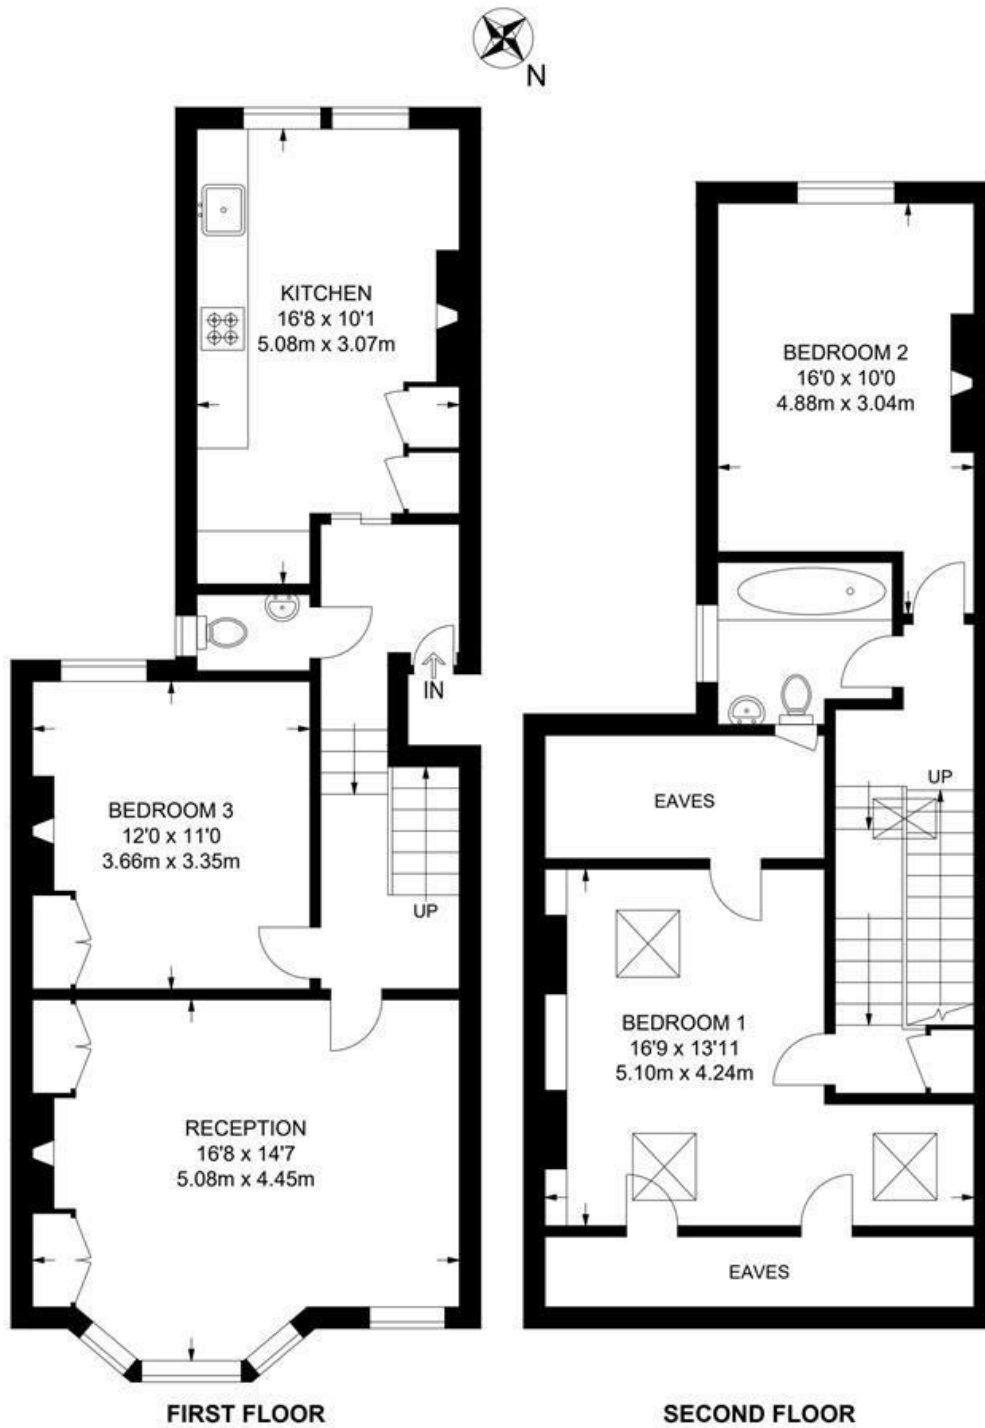 N
KITCHEN
16'8 x 10'1
5.08m x 3.07m
IN
BEDROOM 3
12'0 x 11'0
3.66m x 3.35m
UP
RECEPTION
16'8 x 14'7
5.08m x 4.45m
FIRST FLOOR
BEDROOM 2
16'0 x 10'0
4.88m x 3.04m
UP
EAVES
BEDROOM 1
16'9 x 13'11
5.10m x 4.24m
EAVES
SECOND FLOOR